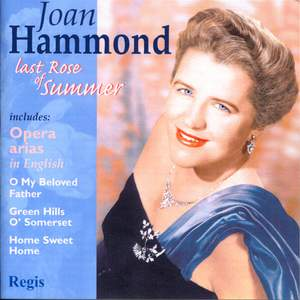 Joan
Hammond
last Rose
of
Summer
includes:
Opera
arias
in English
O My Beloved
Father
Green Hills
O' Somerset
Home Sweet
Home
Regis